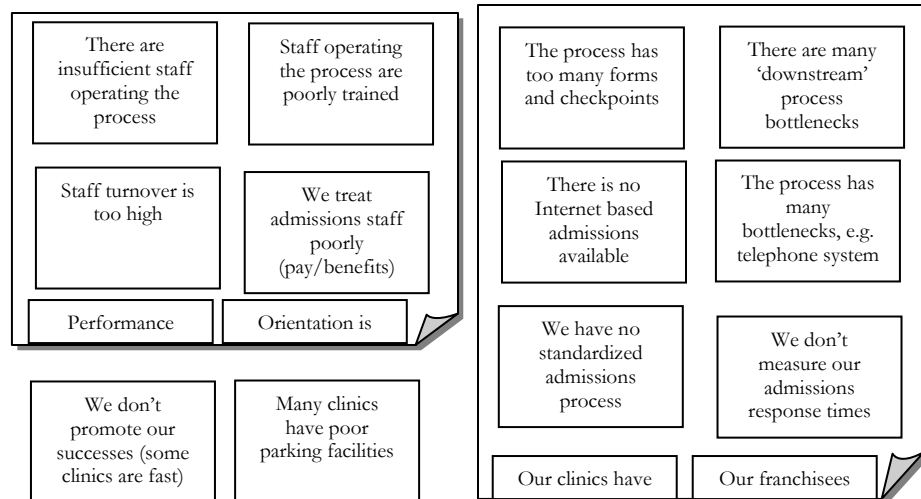 There are
insufficient staff
operating the
process
Staff operating
the process are
poorly trained
Staff turnover is
too high
We treat
admissions staff
poorly
(pay/benefits)
Performance
Orientation is
We don’t
promote our
successes (some
clinics are fast)
Many clinics
have poor
parking facilities
The process has
too many forms
and checkpoints
There are many
‘downstream’
process
bottlenecks
There is no
Internet based
admissions
available
The process has
many
bottlenecks, e.g.
telephone system
We have no
standardized
admissions
process
We don’t
measure our
admissions
response times
Our clinics have
Our franchisees